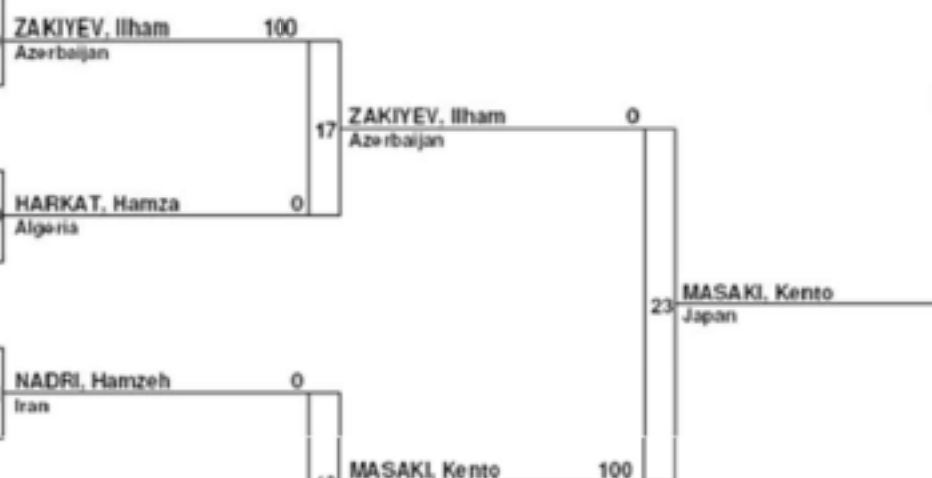 ZAKIYEV, Ilham 100
Azerbaijan
ZAKIYEV, Ilham 0
17
Azerbaijan
HARKAT, Hamza 0
Algeria
MASAKI, Kento
23
Japan
NADRI, Hamzeh 0
Iran
MASAKI, Kento 100